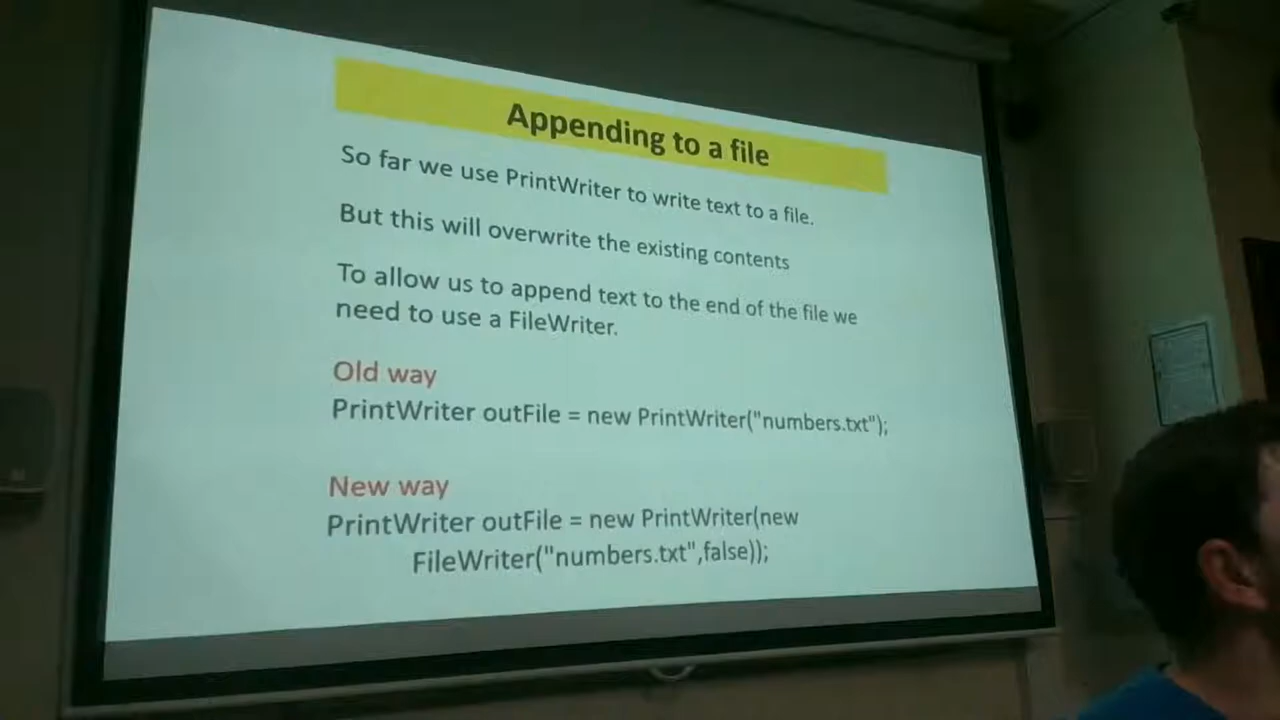 Appending to a file
So far we use PrintWriter to write text to a file.
But this will overwrite the existing contents
To allow us to append text to the end of the file we
need to use a FileWriter.
Old way
PrintWriter outFile = new PrintWriter("numbers.txt");
New way
PrintWriter outFile = new PrintWriter(new
FileWriter("numbers.txt",false));